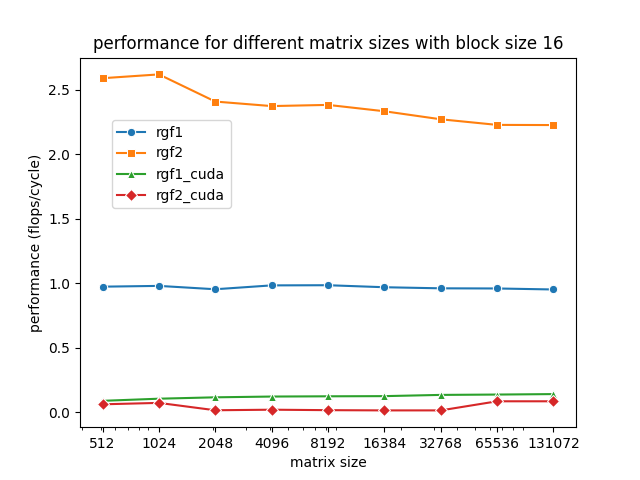 performance for different matrix sizes with block size 16
performance (flops/cycle)
2.5
2.0
1.5
1.0
0.5
0.0
rgf1
rgf2
rgf1_cuda
rgf2_cuda
512 1024 2048 4096 8192 16384 32768 65536 131072
matrix size